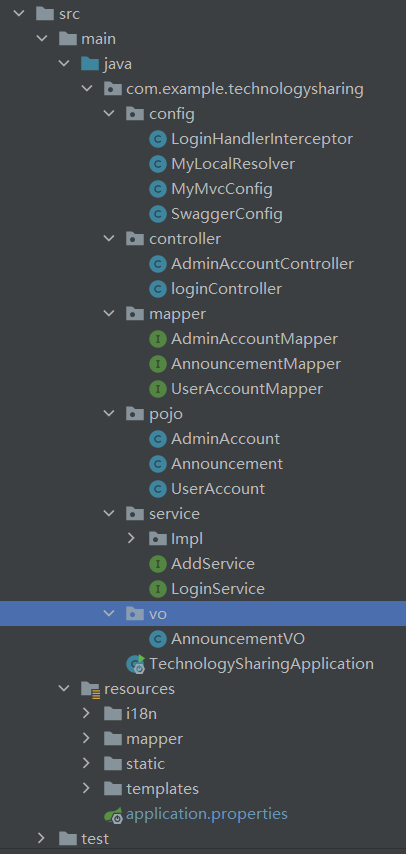 src
main
java
com.example.technologysharing
config
LoginHandlerInterceptor
MyLocalResolver
MyMvcConfig
SwaggerConfig
controller
AdminAccountController
loginController
mapper
AdminAccountMapper
AnnouncementMapper
UserAccountMapper
pojo
AdminAccount
Announcement
UserAccount
service
Impl
AddService
LoginService
vo
AnnouncementVO
TechnologySharingApplication
resources
i18n
mapper
static
templates
application.properties
test